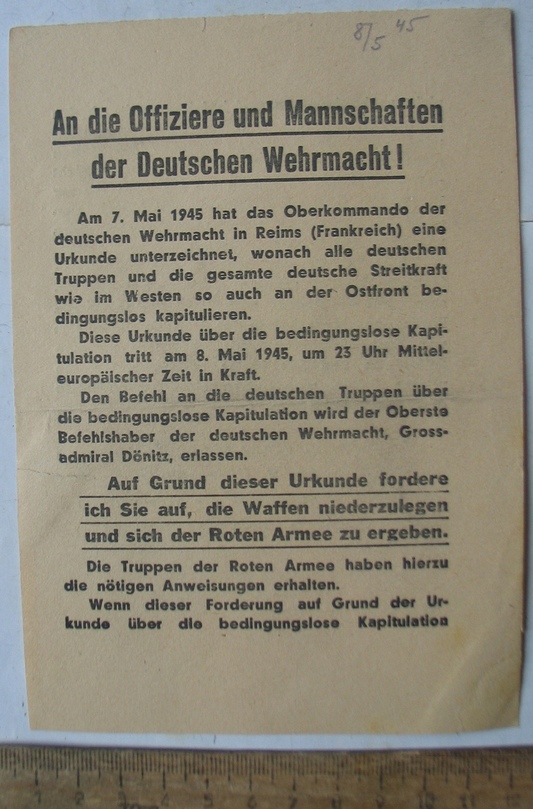 8/5 45
An die Offiziere und Mannschaften
der Deutschen Wehrmacht!
Am 7. Mai 1945 hat das Oberkommando der
deutschen Wehrmacht in Reims (Frankreich) eine
Urkunde unterzeichnet, wonach alle deutschen
Truppen und die gesamte deutsche Streitkraft
wie im Westen so auch an der Ostfront be-
dingungslos kapitulieren.
Diese Urkunde über die bedingungslose Kapi-
tulation tritt am 8. Mai 1945, um 23 Uhr Mittel-
europäischer Zeit in Kraft.
Den Befehl an die deutschen Truppen über
die bedingungslose Kapitulation wird der Oberste
Befehlshaber der deutschen Wehrmacht, Gross-
admiral Dönitz, erlassen.
Auf Grund dieser Urkunde fordere
ich Sie auf, die Waffen niederzulegen
und sich der Roten Armee zu ergeben.
Die Truppen der Roten Armee haben hierzu
die nötigen Anweisungen erhalten.
Wenn dieser Forderung auf Grund der Ur-
kunde über die bedingungslose Kapitulation